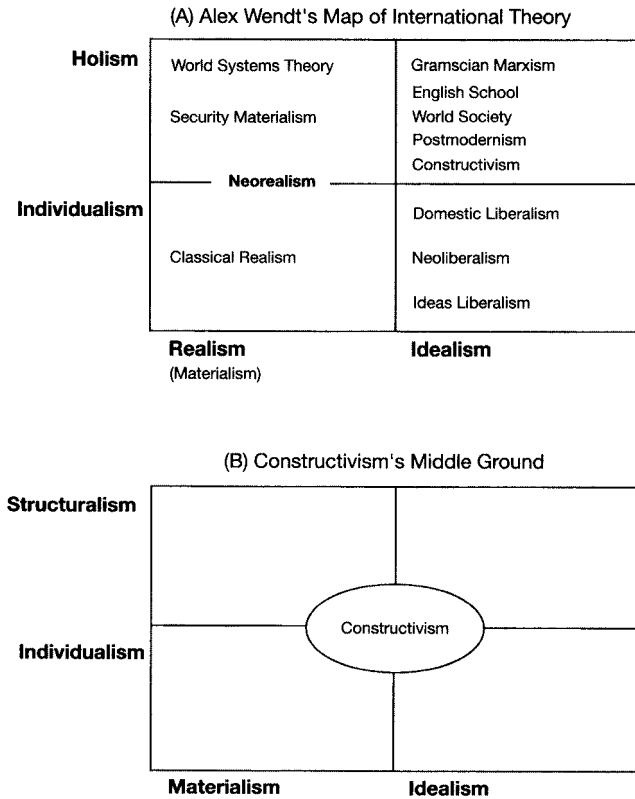 (A) Alex Wendt's Map of International Theory
Holism
World Systems Theory
Gramscian Marxism
English School
Security Materialism
World Society
Postmodernism
Constructivism
Neorealism
Individualism
Domestic Liberalism
Classical Realism
Neoliberalism
Ideas Liberalism
Realism
Idealism
(Materialism)
(B) Constructivism's Middle Ground
Structuralism
Constructivism
Individualism
Materialism
Idealism